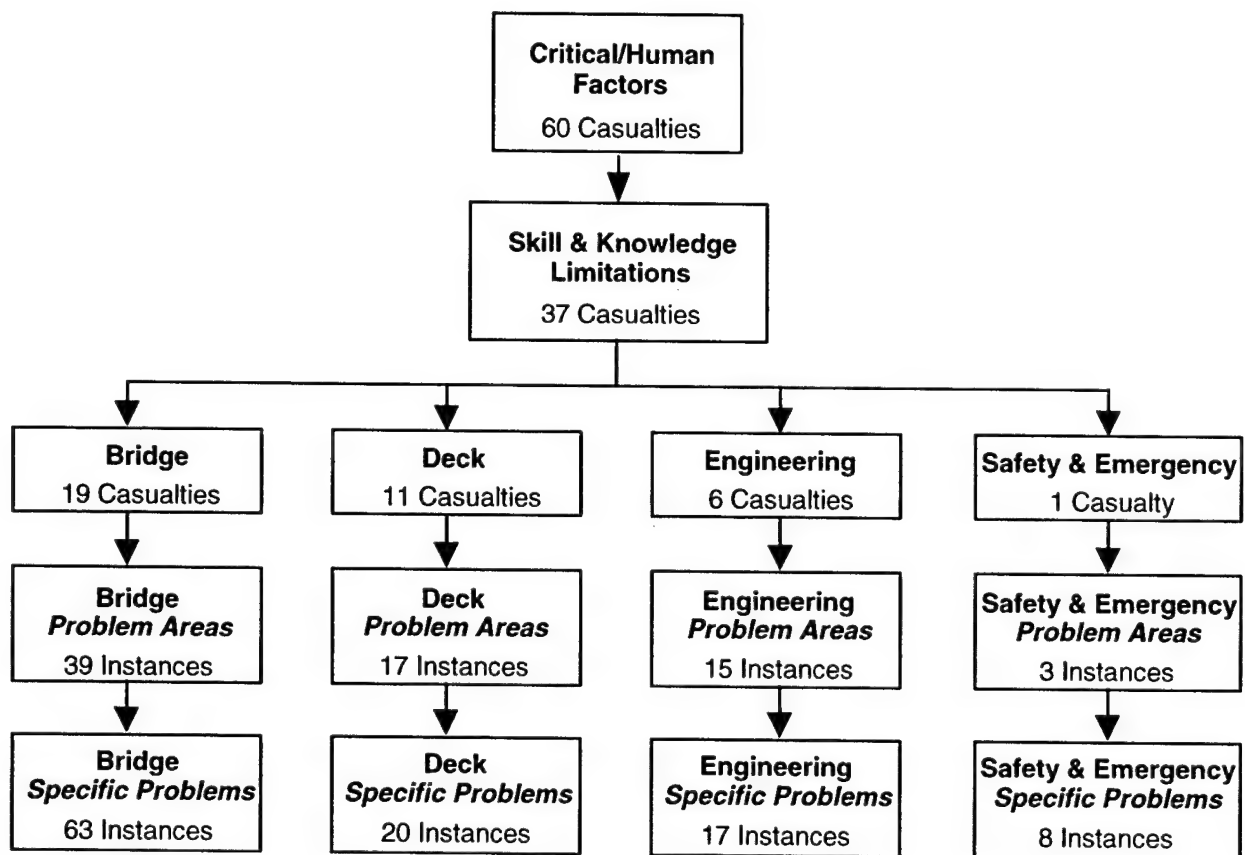 Critical/Human
Factors
60 Casualties
Skill & Knowledge
Limitations
37 Casualties
Bridge
19 Casualties
Deck
11 Casualties
Engineering
6 Casualties
Safety & Emergency
1 Casualty
Bridge
Problem Areas
39 Instances
Deck
Problem Areas
17 Instances
Engineering
Problem Areas
15 Instances
Safety & Emergency
Problem Areas
3 Instances
Bridge
Specific Problems
63 Instances
Deck
Specific Problems
20 Instances
Engineering
Specific Problems
17 Instances
Safety & Emergency
Specific Problems
8 Instances